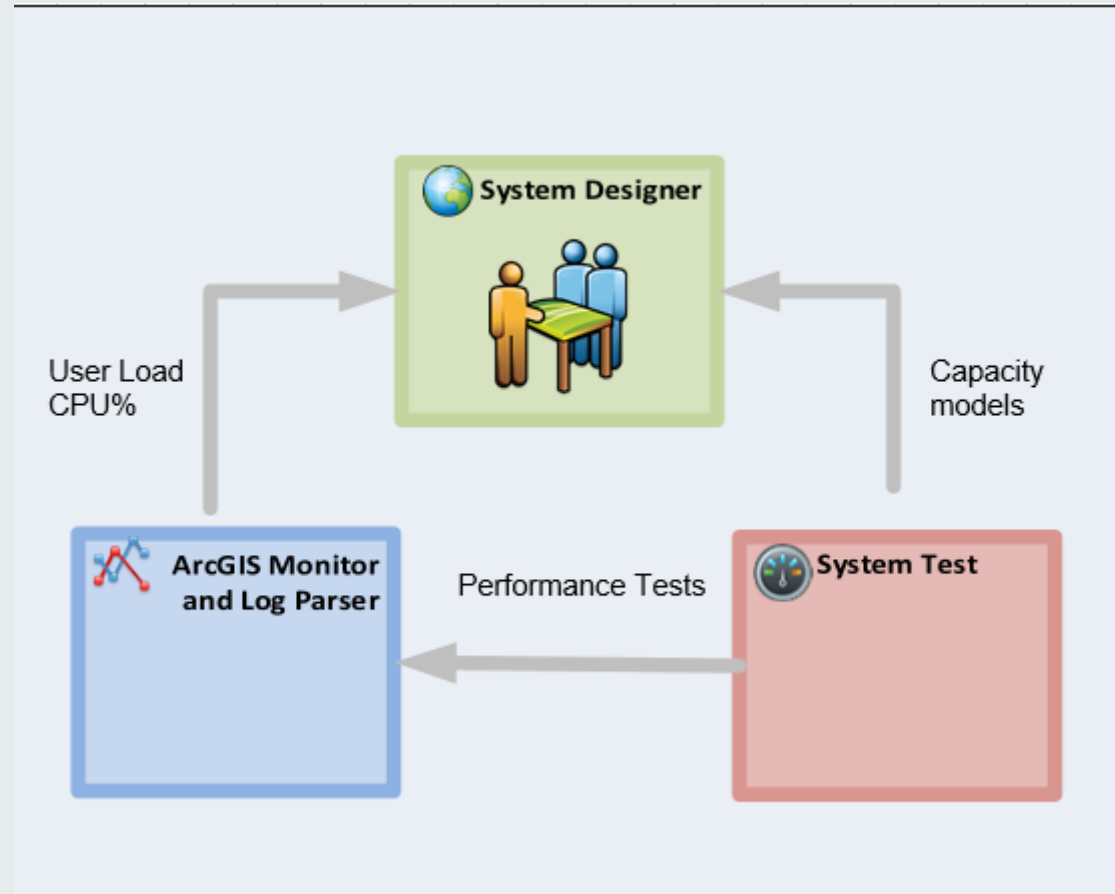 System Designer
User Load
CPU%
Capacity
models
ArcGIS Monitor
and Log Parser
Performance Tests
System Test